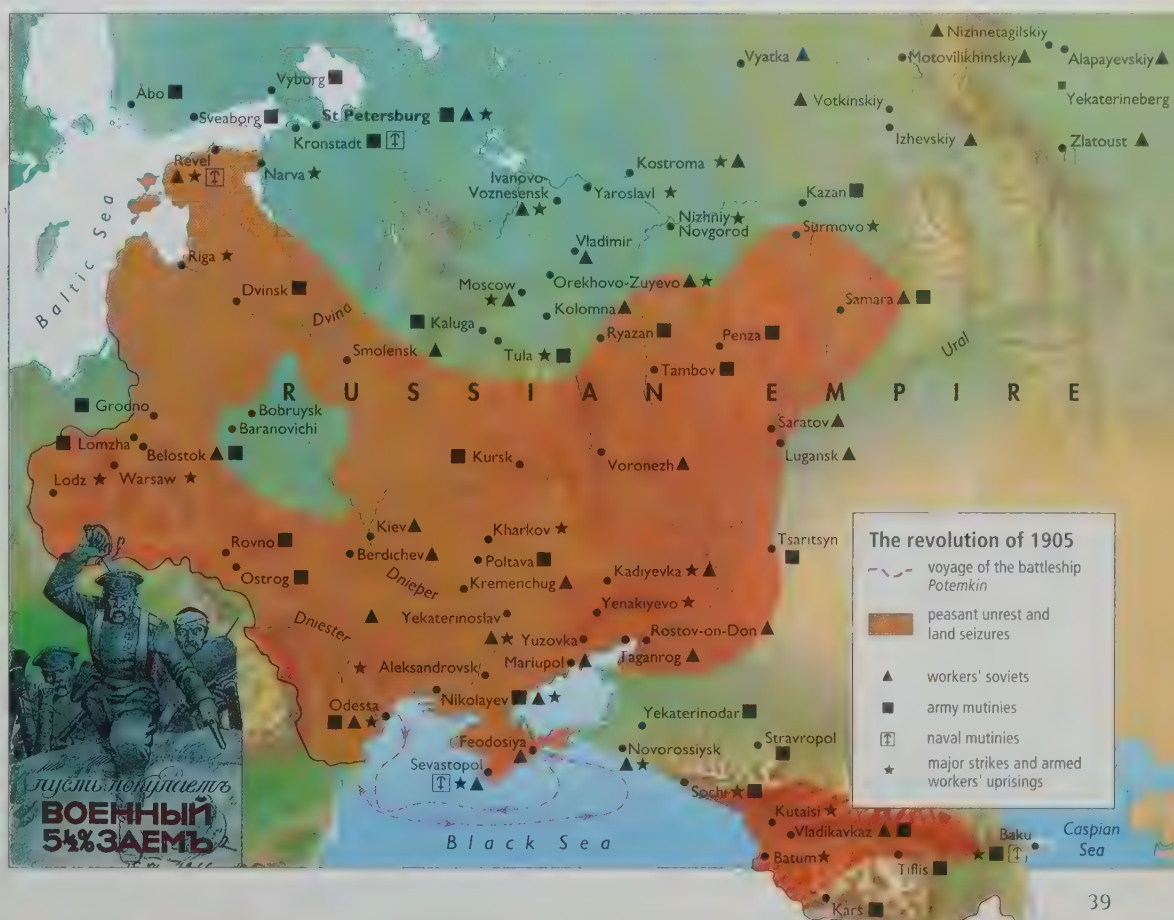 Nizhnetagilskiy
Vyatka
Motovilikhinskiy
Alapayevskiy
Vyborg
Åbo
Votkinskiy
Yekaterineberg
Sveaborg
St Petersburg
Kronstadt
Izhevskiy
Zlatoust
Revel
Narva
Kostroma
Ivanovo-
Voznesensk
Yaroslavl
Kazan
Nizhniy
Novgorod
Surmovo
Baltic Sea
Vladimir
Riga
Orekhovo-Zuyevo
Moscow
Dvinsk
Samara
Dvina
Kolomna
Kaluga
Ryazan
Penza
Ural
Smolensk
Tula
Tambov
RUSSIAN EMPIRE
Grodno
Bobruysk
Baranovichi
Saratov
Lomzha
Belostok
Lugansk
Kursk
Voronezh
Lodz
Warsaw
Kiev
Kharkov
Rovno
Berdichev
Poltava
Tsaritsyn
Ostrog
Dnieper
Kremenchug
Kadiyevka
Yenakiyevo
Dniester
Yekaterinoslav
Yuzovka
Rostov-on-Don
Aleksandrovsk
Mariupol
Taganrog
Odessa
Nikolayev
Yekaterinodar
Feodosiya
Novorossiysk
Stravropol
Sevastopol
Sochi
Black Sea
Kutaisi
Vladikavkaz
Baku
Caspian
Sea
Batum
Tiflis
Kars
The revolution of 1905
voyage of the battleship
Potemkin
peasant unrest and
land seizures
workers' soviets
army mutinies
naval mutinies
major strikes and armed
workers' uprisings
пусть покупаетъ
ВОЕННЫЙ
5½% ЗАЕМЪ
39